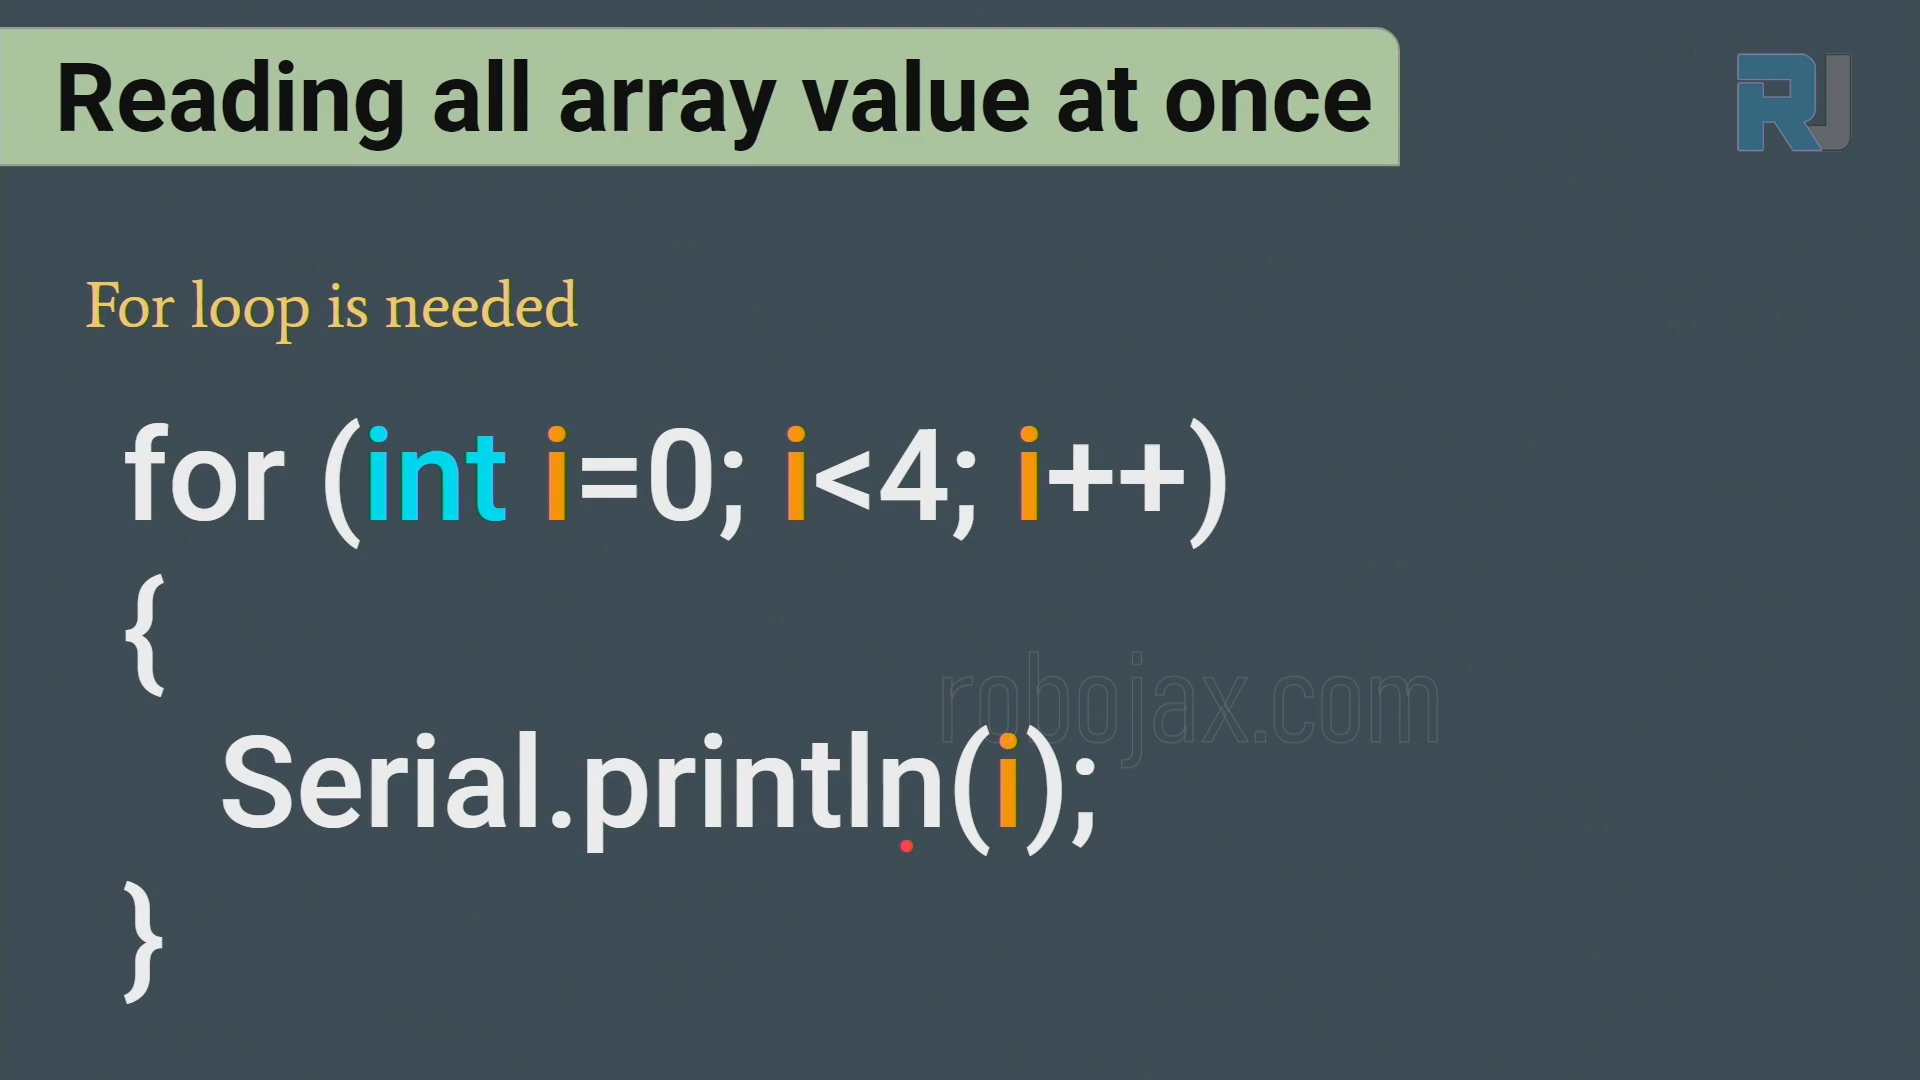 Reading all array value at once
RJ
For loop is needed
for (int i=0; i<4; i++)
{
robojax.com
Serial.println(i);
}